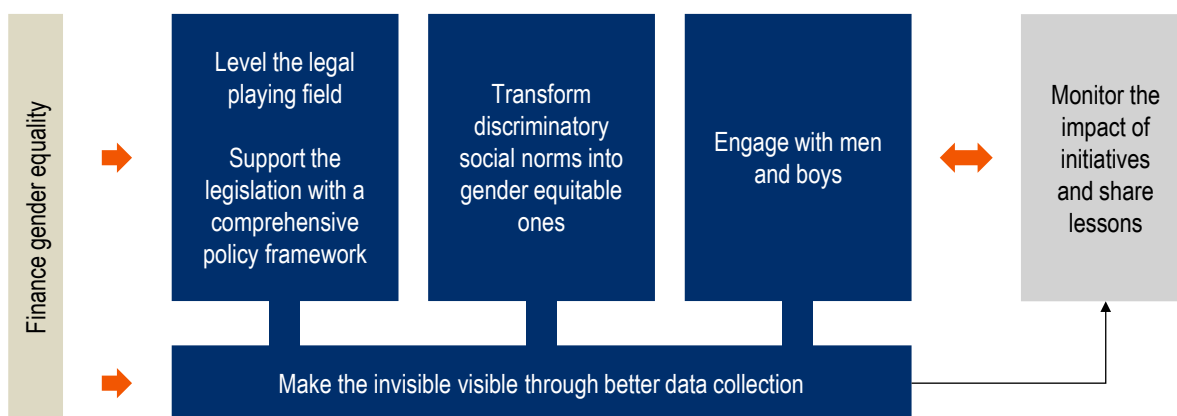 Finance gender equality
Level the legal
playing field
Support the
legislation with a
comprehensive
policy framework
Transform
discriminatory
social norms into
gender equitable
ones
Engage with men
and boys
Monitor the
impact of
initiatives
and share
lessons
Make the invisible visible through better data collection